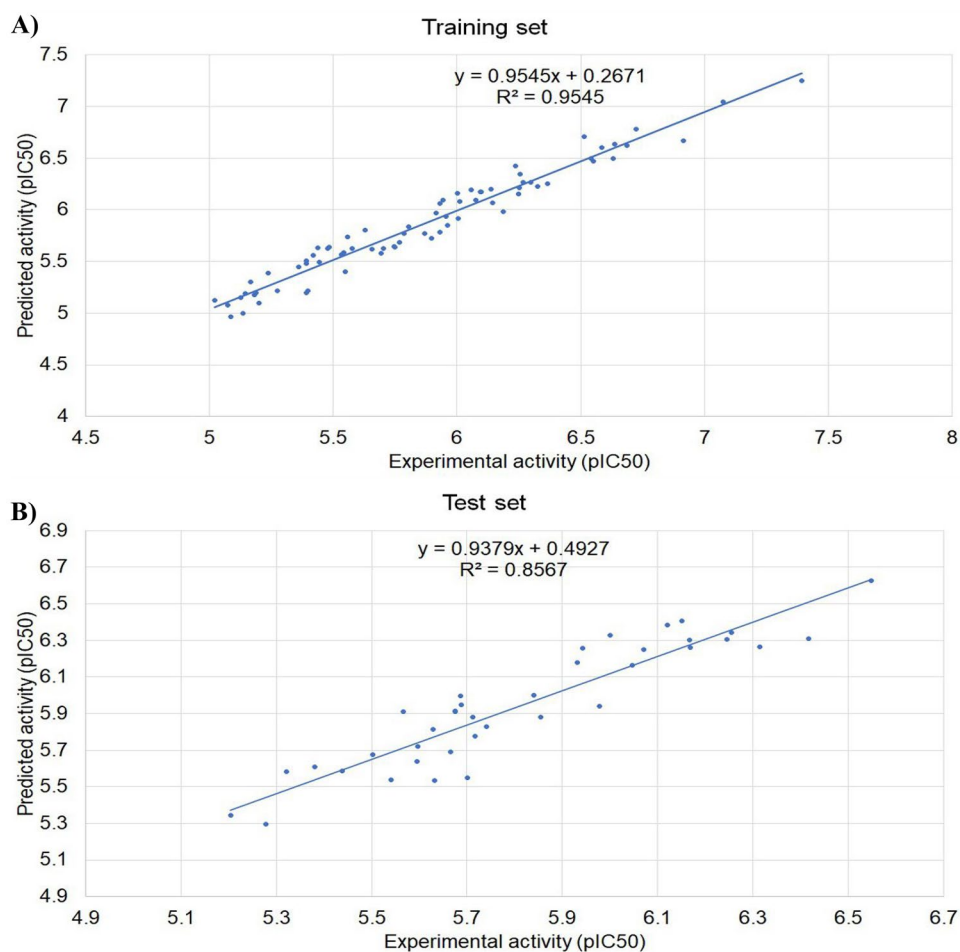 A)
Training set
y = 0.9545x + 0.2671
R² = 0.9545
7.5
7
6.5
6
5.5
5
4.5
4
Predicted activity (pIC50)
4.5 5 5.5 6 6.5 7 7.5 8
Experimental activity (pIC50)
B)
Test set
y = 0.9379x + 0.4927
R² = 0.8567
6.9
6.7
6.5
6.3
6.1
5.9
5.7
5.5
5.3
5.1
4.9
Predicted activity (pIC50)
4.9 5.1 5.3 5.5 5.7 5.9 6.1 6.3 6.5 6.7
Experimental activity (pIC50)